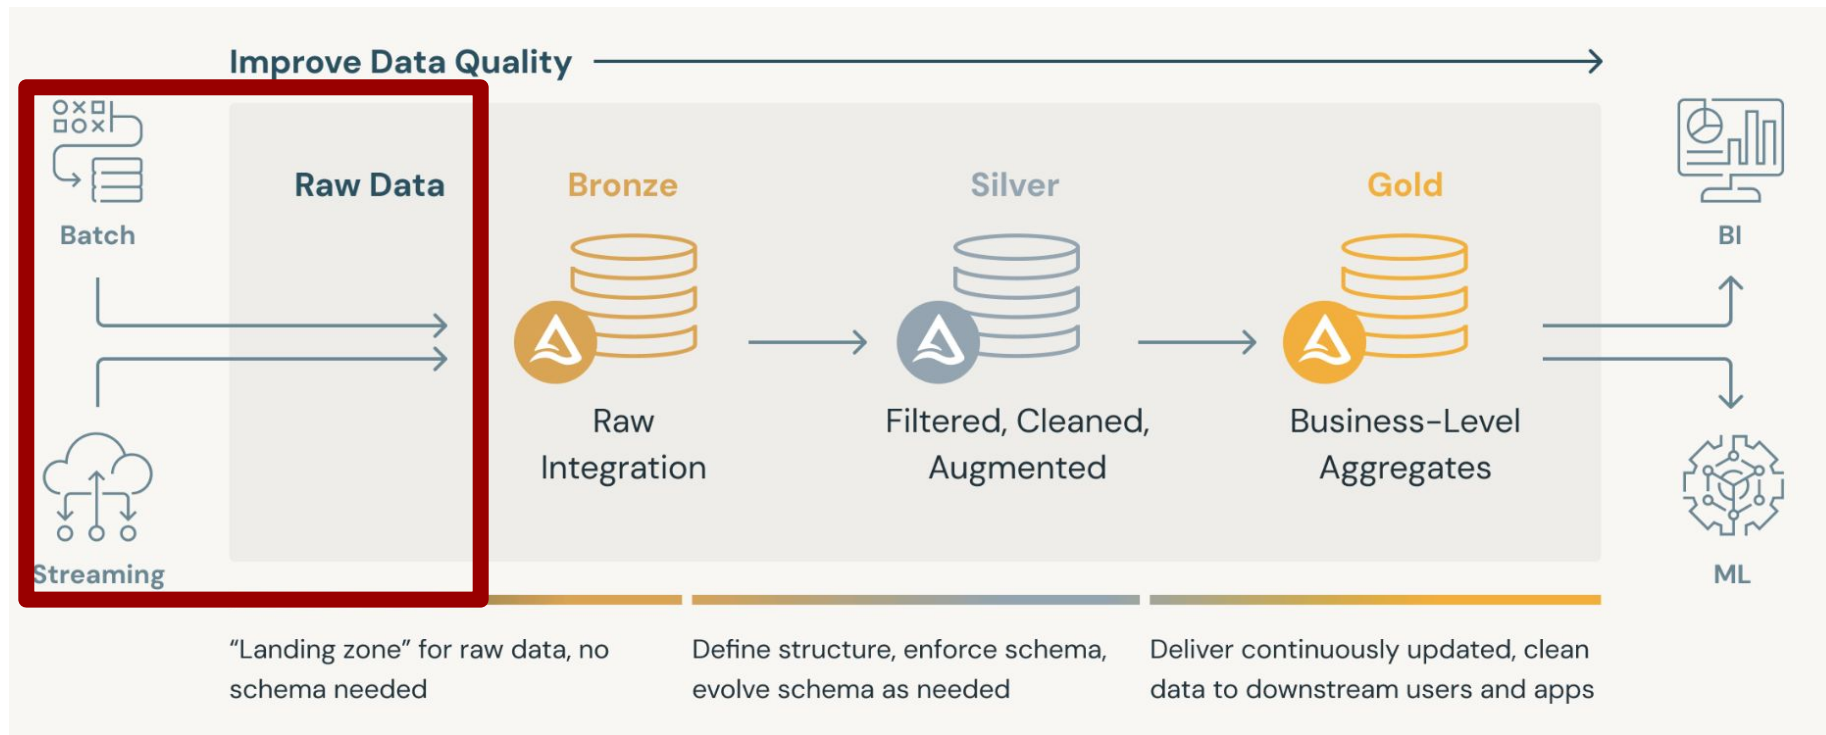 Improve Data Quality
Batch
Raw Data
Bronze
Silver
Gold
BI
Raw
Integration
Filtered, Cleaned,
Augmented
Business-Level
Aggregates
Streaming
ML
“Landing zone” for raw data, no
schema needed
Define structure, enforce schema,
evolve schema as needed
Deliver continuously updated, clean
data to downstream users and apps